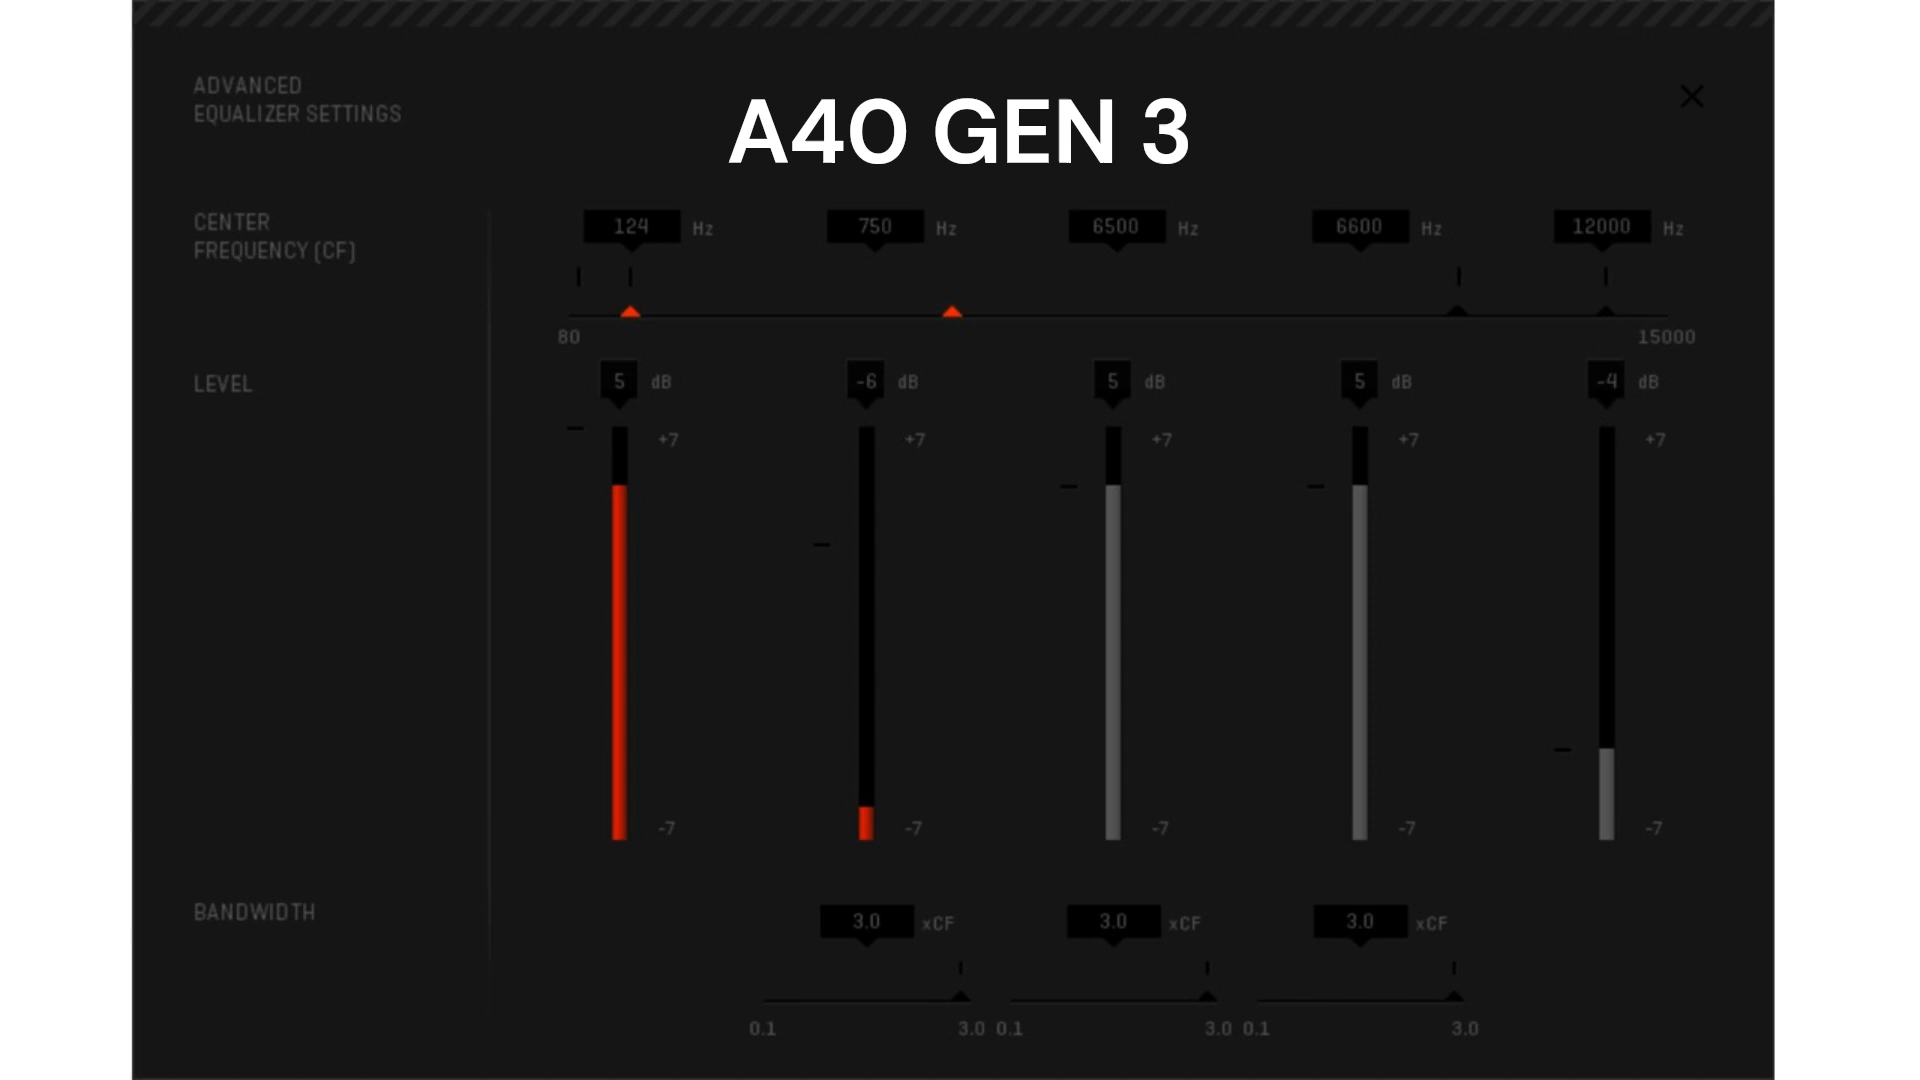 ADVANCED
EQUALIZER SETTINGS
A40 GEN 3
CENTER
FREQUENCY (CF)
124 Hz 750 Hz 6500 Hz 6600 Hz 12000 Hz
80 15000
LEVEL
5 dB -6 dB 5 dB 5 dB -4 dB
+7 +7 +7 +7 +7
-7 -7 -7 -7 -7
BANDWIDTH
3.0 xCF 3.0 xCF 3.0 xCF
0.1 3.0 0.1 3.0 0.1 3.0